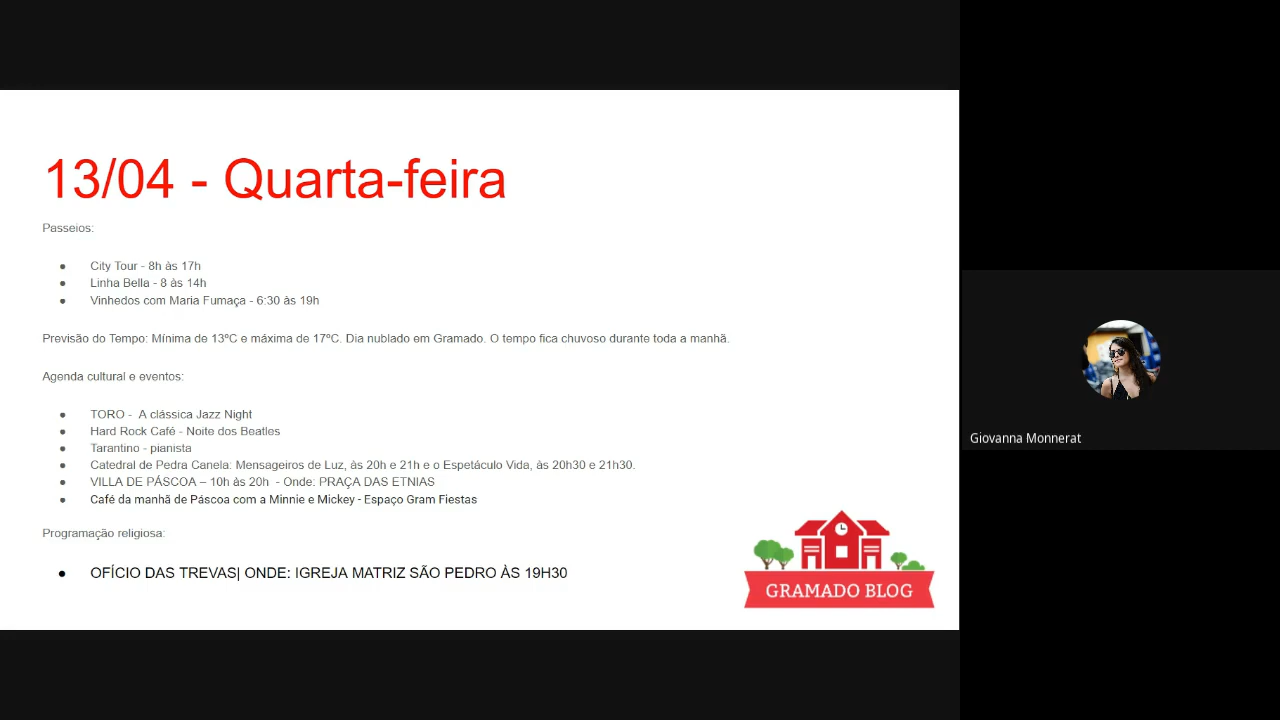 13/04 - Quarta-feira
Passeios:
● City Tour - 8h às 17h
● Linha Bella - 8 às 14h
● Vinhedos com Maria Fumaça - 6:30 às 19h
Previsão do Tempo: Mínima de 13ºC e máxima de 17ºC. Dia nublado em Gramado. O tempo fica chuvoso durante toda a manhã.
Agenda cultural e eventos:
● TORO - A clássica Jazz Night
● Hard Rock Café - Noite dos Beatles
● Tarantino - pianista
● Catedral de Pedra Canela: Mensageiros de Luz, às 20h e 21h e o Espetáculo Vida, às 20h30 e 21h30.
● VILLA DE PÁSCOA – 10h às 20h - Onde: PRAÇA DAS ETNIAS
● Café da manhã de Páscoa com a Minnie e Mickey - Espaço Gram Fiestas
Programação religiosa:
● OFÍCIO DAS TREVAS| ONDE: IGREJA MATRIZ SÃO PEDRO ÀS 19H30
GRAMADO BLOG
Giovanna Monnerat